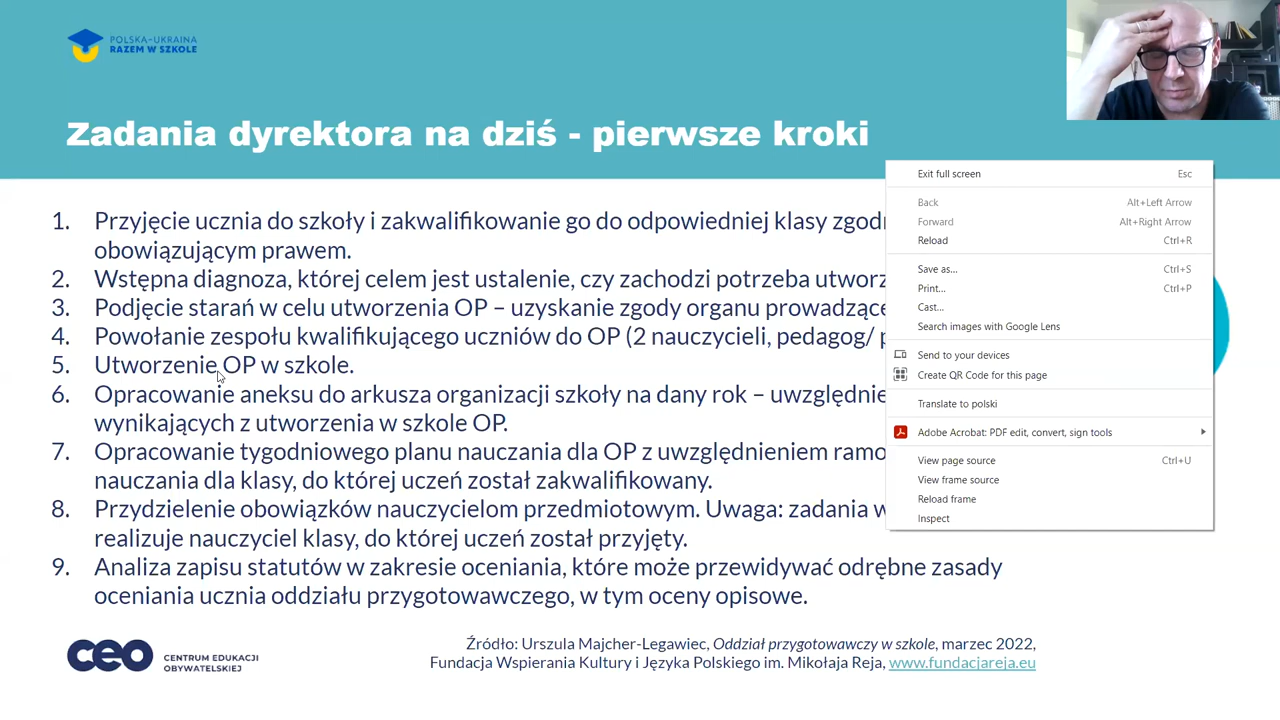 POLSKA-UKRAINA
RAZEM W SZKOLE
Zadania dyrektora na dziś - pierwsze kroki
1. Przyjęcie ucznia do szkoły i zakwalifikowanie go do odpowiedniej klasy
obowiązującym prawem.
2. Wstępna diagnoza, której celem jest ustalenie, czy zachodzi potrzeba
3. Podjęcie starań w celu utworzenia OP – uzyskanie zgody organu
4. Powołanie zespołu kwalifikującego uczniów do OP (2 nauczycieli, pedagog/
5. Utworzenie OP w szkole.
6. Opracowanie aneksu do arkusza organizacji szkoły na dany rok –
wynikających z utworzenia w szkole OP.
7. Opracowanie tygodniowego planu nauczania dla OP z uwzględnieniem
nauczania dla klasy, do której uczeń został zakwalifikowany.
8. Przydzielenie obowiązków nauczycielom przedmiotowym. Uwaga: zadania
realizuje nauczyciel klasy, do której uczeń został przyjęty.
9. Analiza zapisu statutów w zakresie oceniania, które może przewidywać odrębne zasady
oceniania ucznia oddziału przygotowawczego, w tym oceny opisowe.
Exit full screen Esc
Back Alt+Left Arrow
Forward Alt+Right Arrow
Reload Ctrl+R
Save as... Ctrl+S
Print... Ctrl+P
Cast...
Search images with Google Lens
Send to your devices
Create QR Code for this page
Translate to polski
Adobe Acrobat: PDF edit, convert, sign tools
View page source Ctrl+U
View frame source
Reload frame
Inspect
ceo CENTRUM EDUKACJI
OBYWATELSKIEJ
Źródło: Urszula Majcher-Legawiec, Oddział przygotowawczy w szkole, marzec 2022,
Fundacja Wspierania Kultury i Języka Polskiego im. Mikołaja Reja, www.fundacjareja.eu